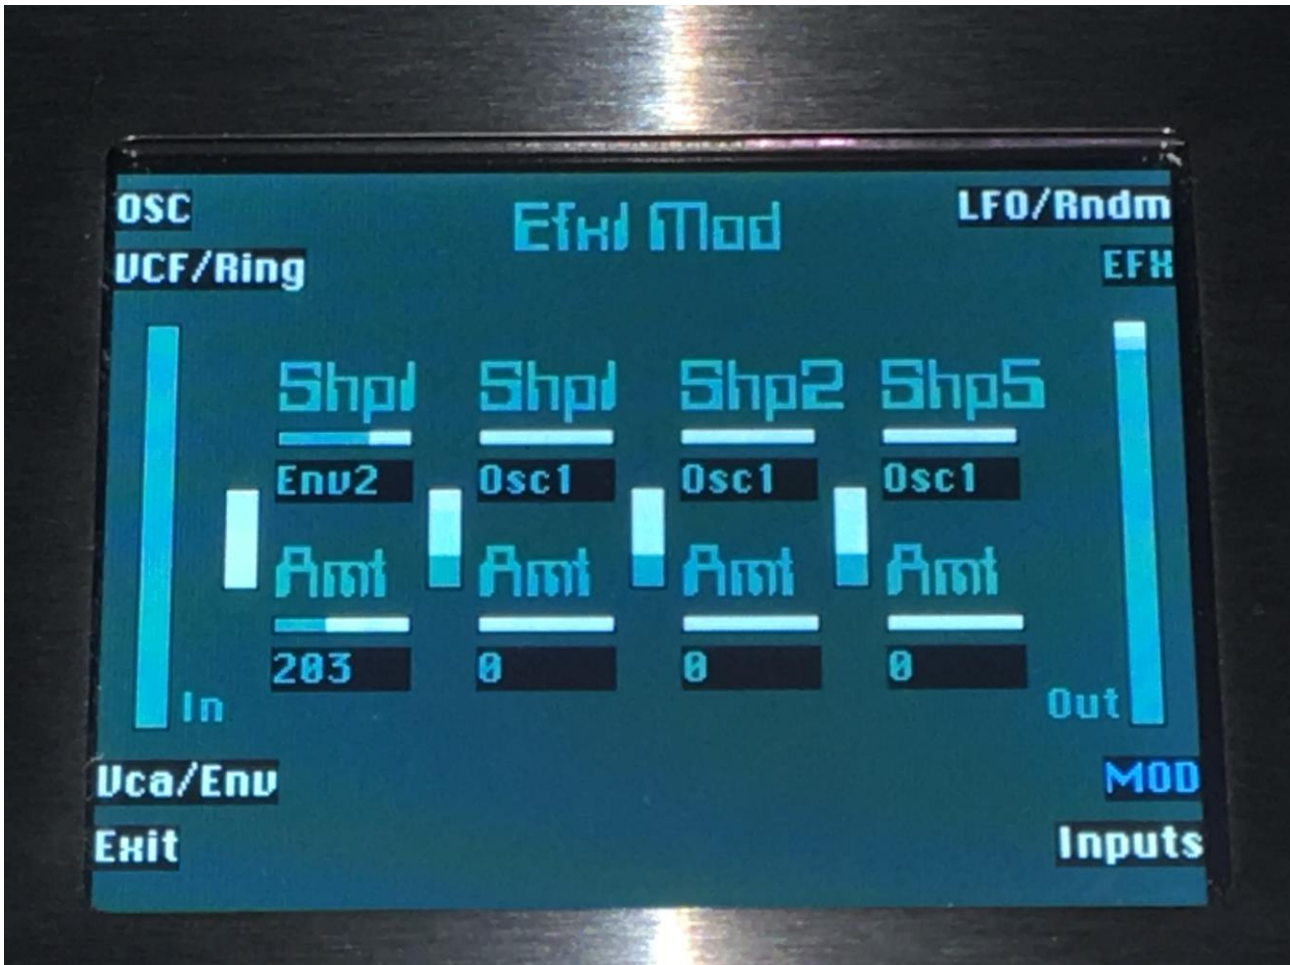 OSC
Efx1 Mod
LFO/Rndm
VCF/Ring
EFX
Shp1 Shp1 Shp2 Shp5
Env2 Osc1 Osc1 Osc1
Amt Amt Amt Amt
203 0 0 0
In
Out
Vca/Env
MOD
Exit
Inputs